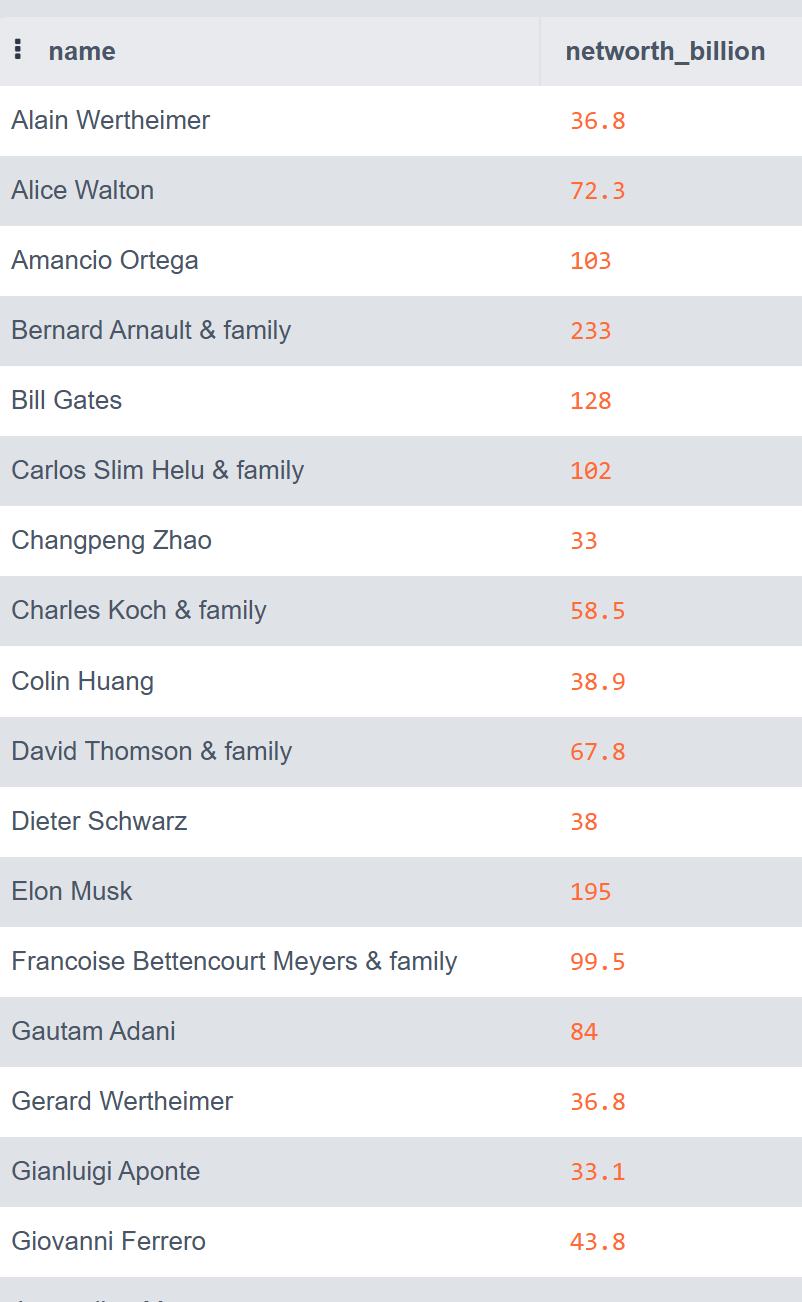 name networth_billion
Alain Wertheimer 36.8
Alice Walton 72.3
Amancio Ortega 103
Bernard Arnault & family 233
Bill Gates 128
Carlos Slim Helu & family 102
Changpeng Zhao 33
Charles Koch & family 58.5
Colin Huang 38.9
David Thomson & family 67.8
Dieter Schwarz 38
Elon Musk 195
Francoise Bettencourt Meyers & family 99.5
Gautam Adani 84
Gerard Wertheimer 36.8
Gianluigi Aponte 33.1
Giovanni Ferrero 43.8